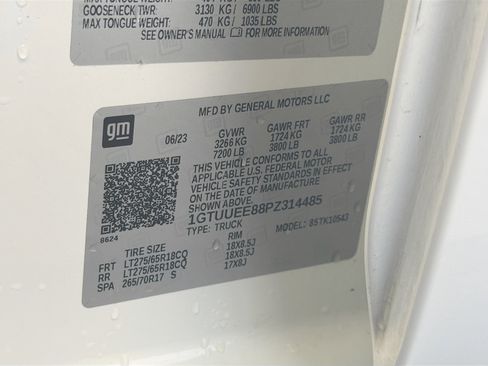 GOOSENECK TWR: 3130 KG / 6900 LBS
MAX TONGUE WEIGHT: 470 KG / 1035 LBS
SEE OWNER'S MANUAL FOR MORE INFORMATION
MFD BY GENERAL MOTORS LLC
gm
06/23 GVWR GAWR FRT GAWR RR
3266 KG 1724 KG 1724 KG
7200 LB 3800 LB 3800 LB
THIS VEHICLE CONFORMS TO ALL APPLICABLE
U.S. FEDERAL MOTOR VEHICLE SAFETY
STANDARDS IN EFFECT ON THE DATE OF
MANUFACTURE SHOWN ABOVE.
1GTUUEE88PZ314485
TYPE: TRUCK MODEL: 85TK10543
8624
TIRE SIZE RIM
FRT LT275/65R18CQ 18X8.5J
RR LT275/65R18CQ 18X8.5J
SPA 265/70R17 S 17X8J